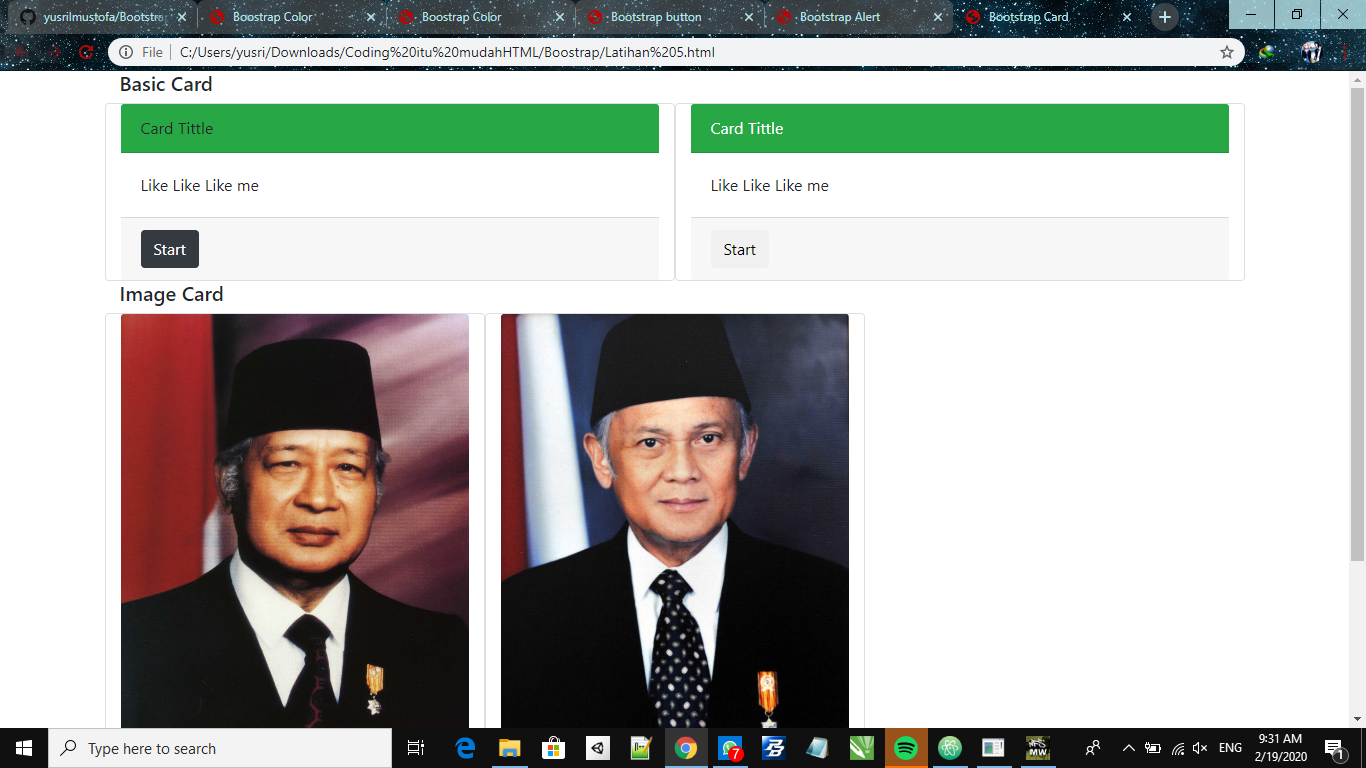 yusrilmustofa/Bootstra
Boostrap Color
Boostrap Color
Bootstrap button
Bootstrap Alert
Bootstrap Card
File
C:/Users/yusri/Downloads/Coding%20itu%20mudahHTML/Boostrap/Latihan%205.html
Basic Card
Card Tittle
Card Tittle
Like Like Like me
Like Like Like me
Start
Start
Image Card
Type here to search
7
MW
ENG
9:31 AM
2/19/2020
1